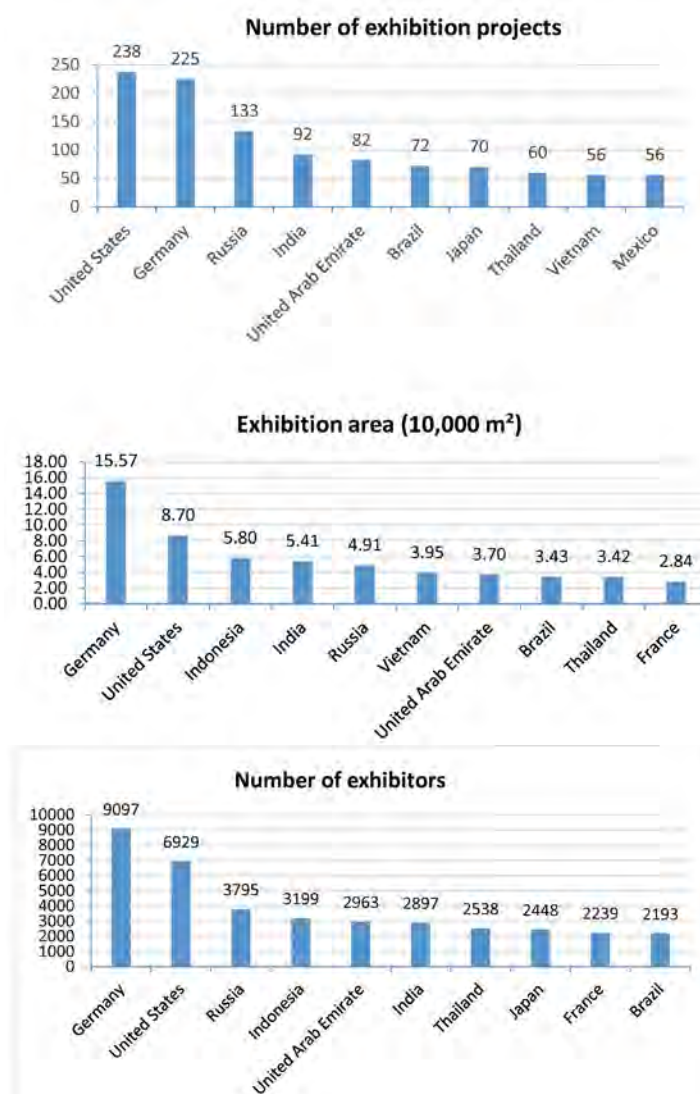 Number of exhibition projects
250
200
150
100
50
0
238
225
133
92
82
72
70
60
56
56
United States
Germany
Russia
India
United Arab Emirate
Brazil
Japan
Thailand
Vietnam
Mexico
Exhibition area (10,000 m²)
18.00
16.00
14.00
12.00
10.00
8.00
6.00
4.00
2.00
0.00
15.57
8.70
5.80
5.41
4.91
3.95
3.70
3.43
3.42
2.84
Germany
United States
Indonesia
India
Russia
Vietnam
United Arab Emirate
Brazil
Thailand
France
Number of exhibitors
10000
9000
8000
7000
6000
5000
4000
3000
2000
1000
0
9097
6929
3795
3199
2963
2897
2538
2448
2239
2193
Germany
United States
Russia
Indonesia
United Arab Emirate
India
Thailand
Japan
France
Brazil